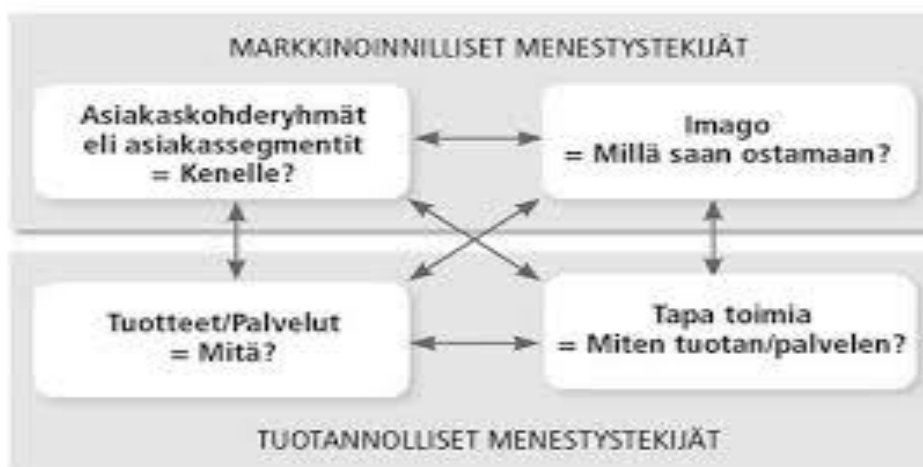 MARKKINOINNILLISET MENESTYSTEKIJÄT
Asiakaskohderyhmät
eli asiakassegmentit
= Kenelle?
Imago
= Millä saan ostamaan?
Tuotteet/Palvelut
= Mitä?
Tapa toimia
= Miten tuotan/palvelen?
TUOTANNOLLISET MENESTYSTEKIJÄT